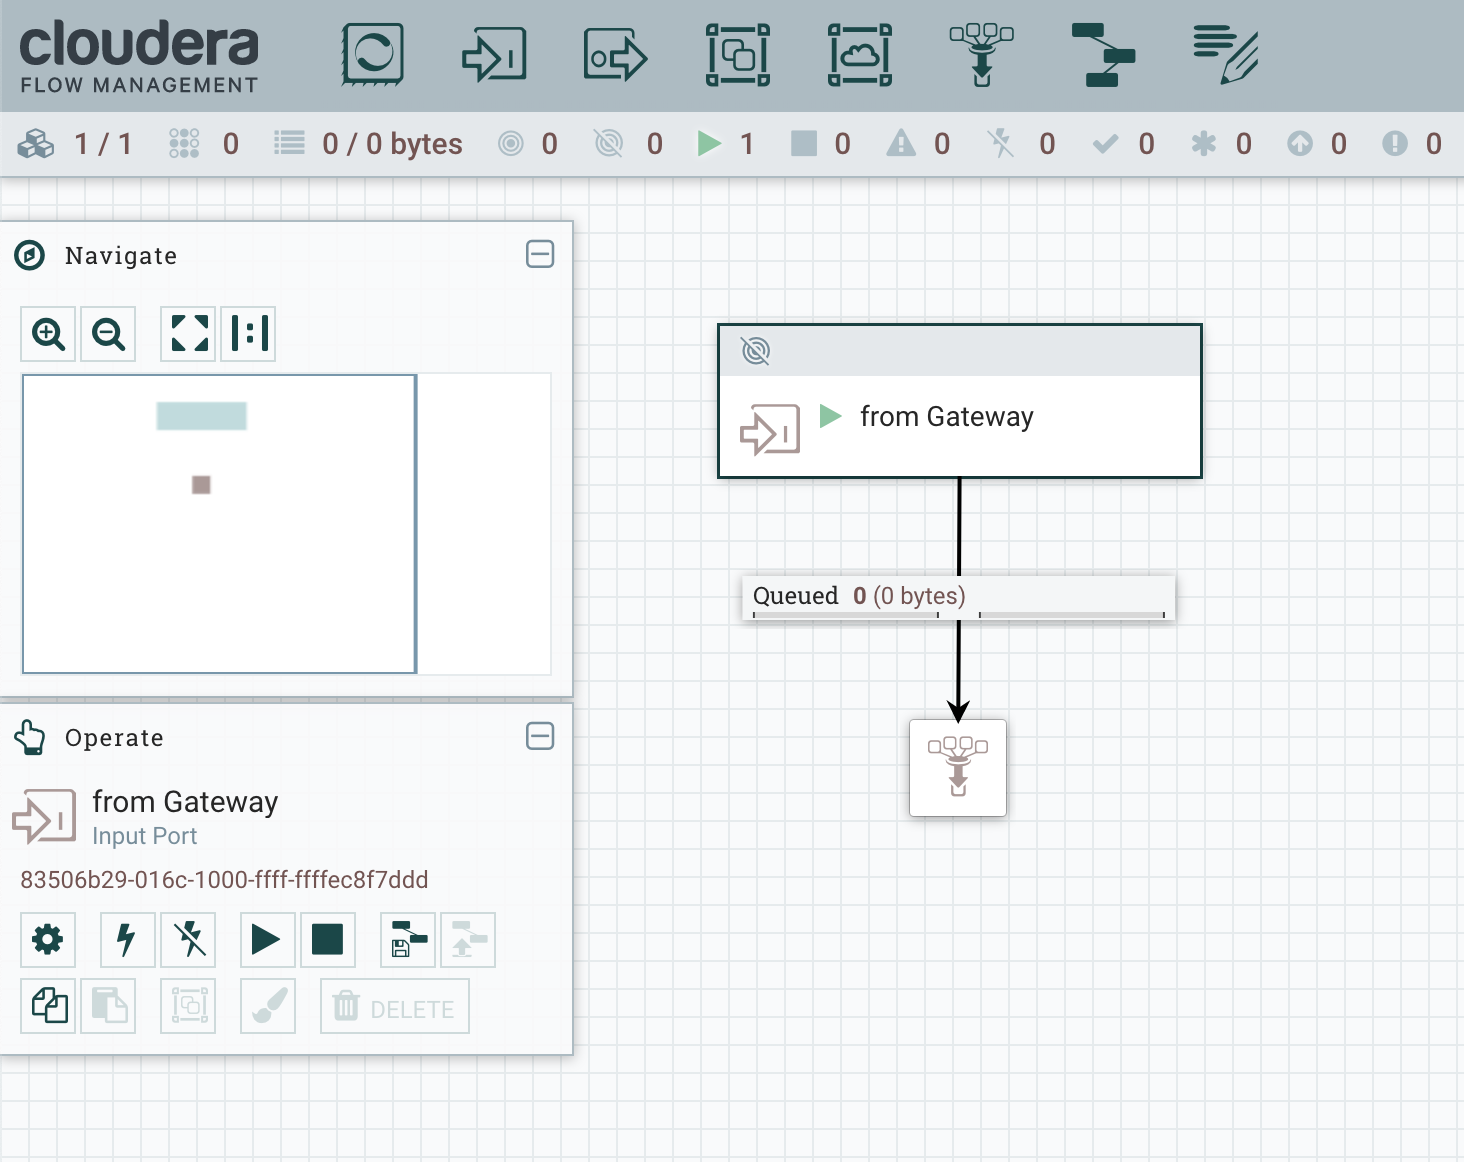 cloudera
FLOW MANAGEMENT
1 / 1 0 0 / 0 bytes 0 0 1 0 0 0 0 0 0 0
Navigate
from Gateway
Queued 0 (0 bytes)
Operate
from Gateway
Input Port
83506b29-016c-1000-ffff-ffffec8f7ddd
DELETE